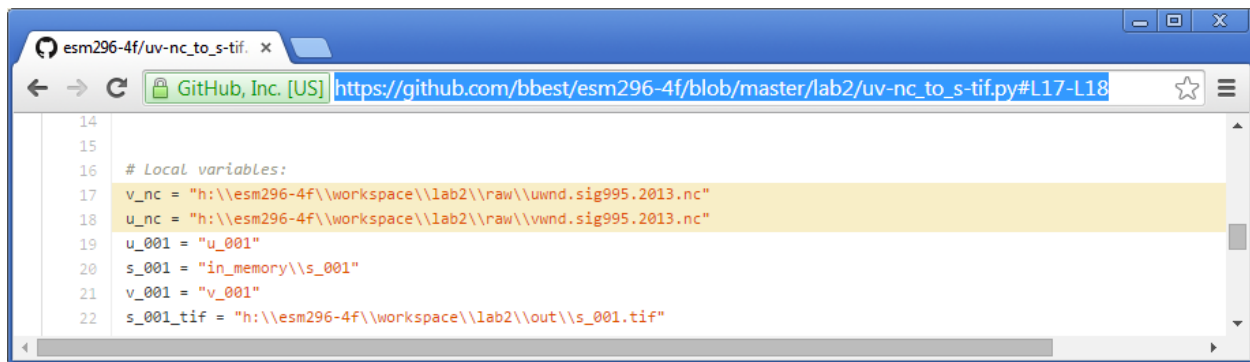 esm296-4f/uv-nc_to_s-tif.
GitHub, Inc. [US] https://github.com/bbest/esm296-4f/blob/master/lab2/uv-nc_to_s-tif.py#L17-L18
14
15
16 # Local variables:
17 v_nc = "h:\\esm296-4f\\workspace\\lab2\\raw\\uwnd.sig995.2013.nc"
18 u_nc = "h:\\esm296-4f\\workspace\\lab2\\raw\\vwnd.sig995.2013.nc"
19 u_001 = "u_001"
20 s_001 = "in_memory\\s_001"
21 v_001 = "v_001"
22 s_001_tif = "h:\\esm296-4f\\workspace\\lab2\\out\\s_001.tif"